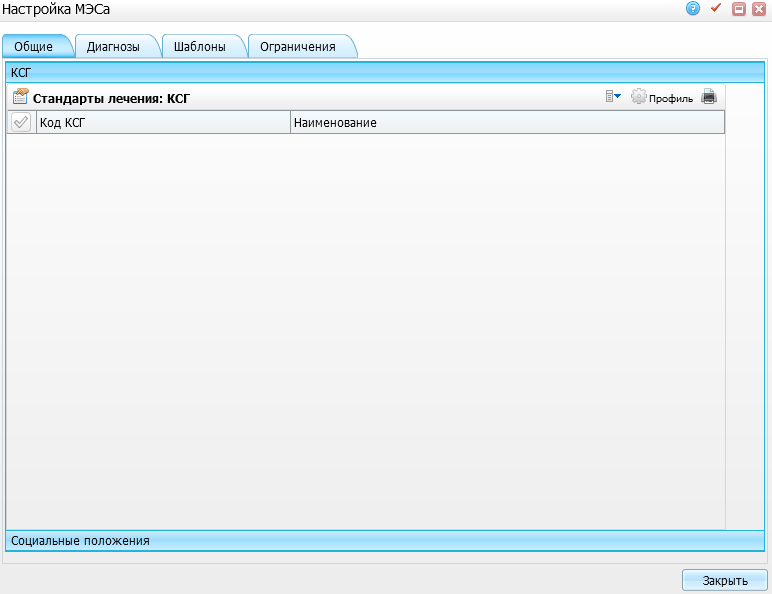 Настройка МЭСа
Общие
Диагнозы
Шаблоны
Ограничения
КСГ
Стандарты лечения: КСГ
Профиль
Код КСГ
Наименование
Социальные положения
Закрыть